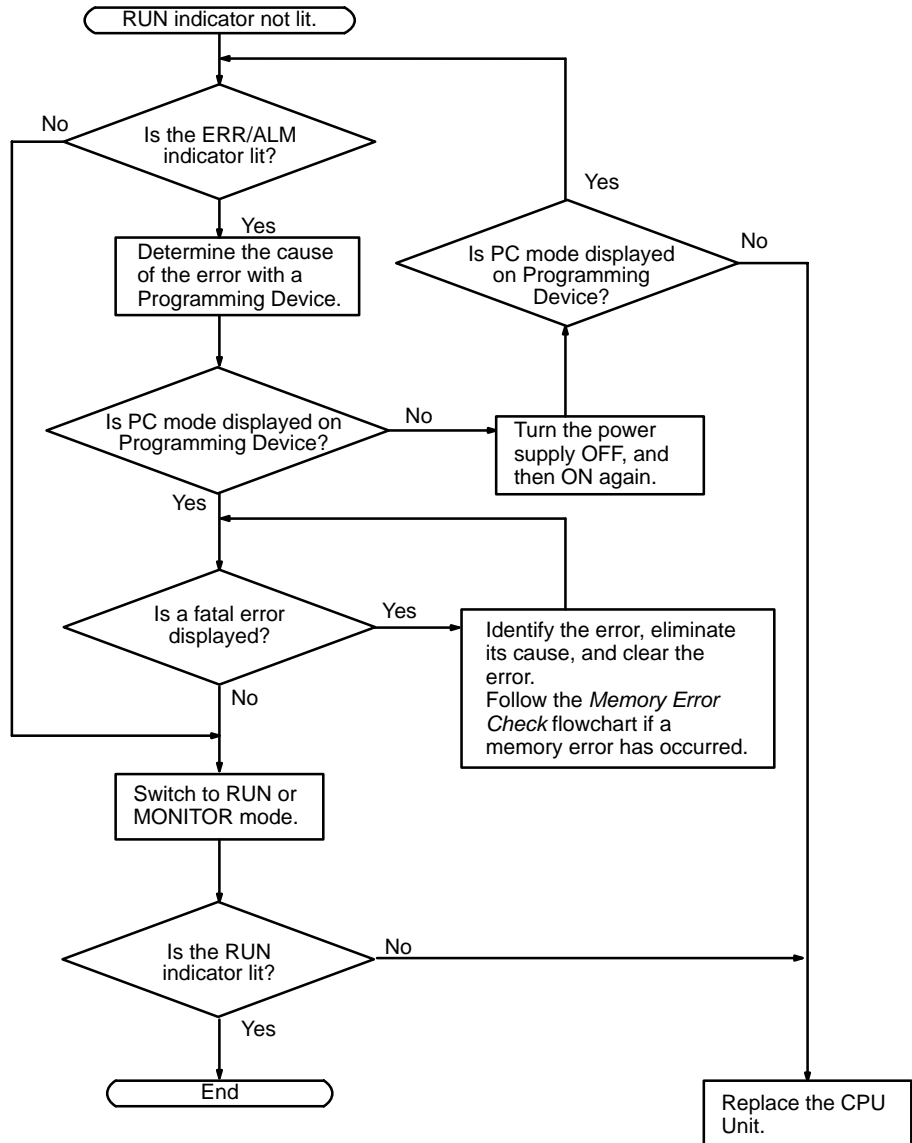 RUN indicator not lit.
No
Is the ERR/ALM
indicator lit?
Yes
Determine the cause
of the error with a
Programming Device.
Yes
Is PC mode displayed
on Programming
Device?
No
Is PC mode displayed on
Programming Device?
No
Turn the power
supply OFF, and
then ON again.
Yes
Is a fatal error
displayed?
Yes
Identify the error, eliminate
its cause, and clear the
error.
Follow the Memory Error
Check flowchart if a
memory error has occurred.
No
Switch to RUN or
MONITOR mode.
Is the RUN
indicator lit?
No
Yes
End
Replace the CPU
Unit.